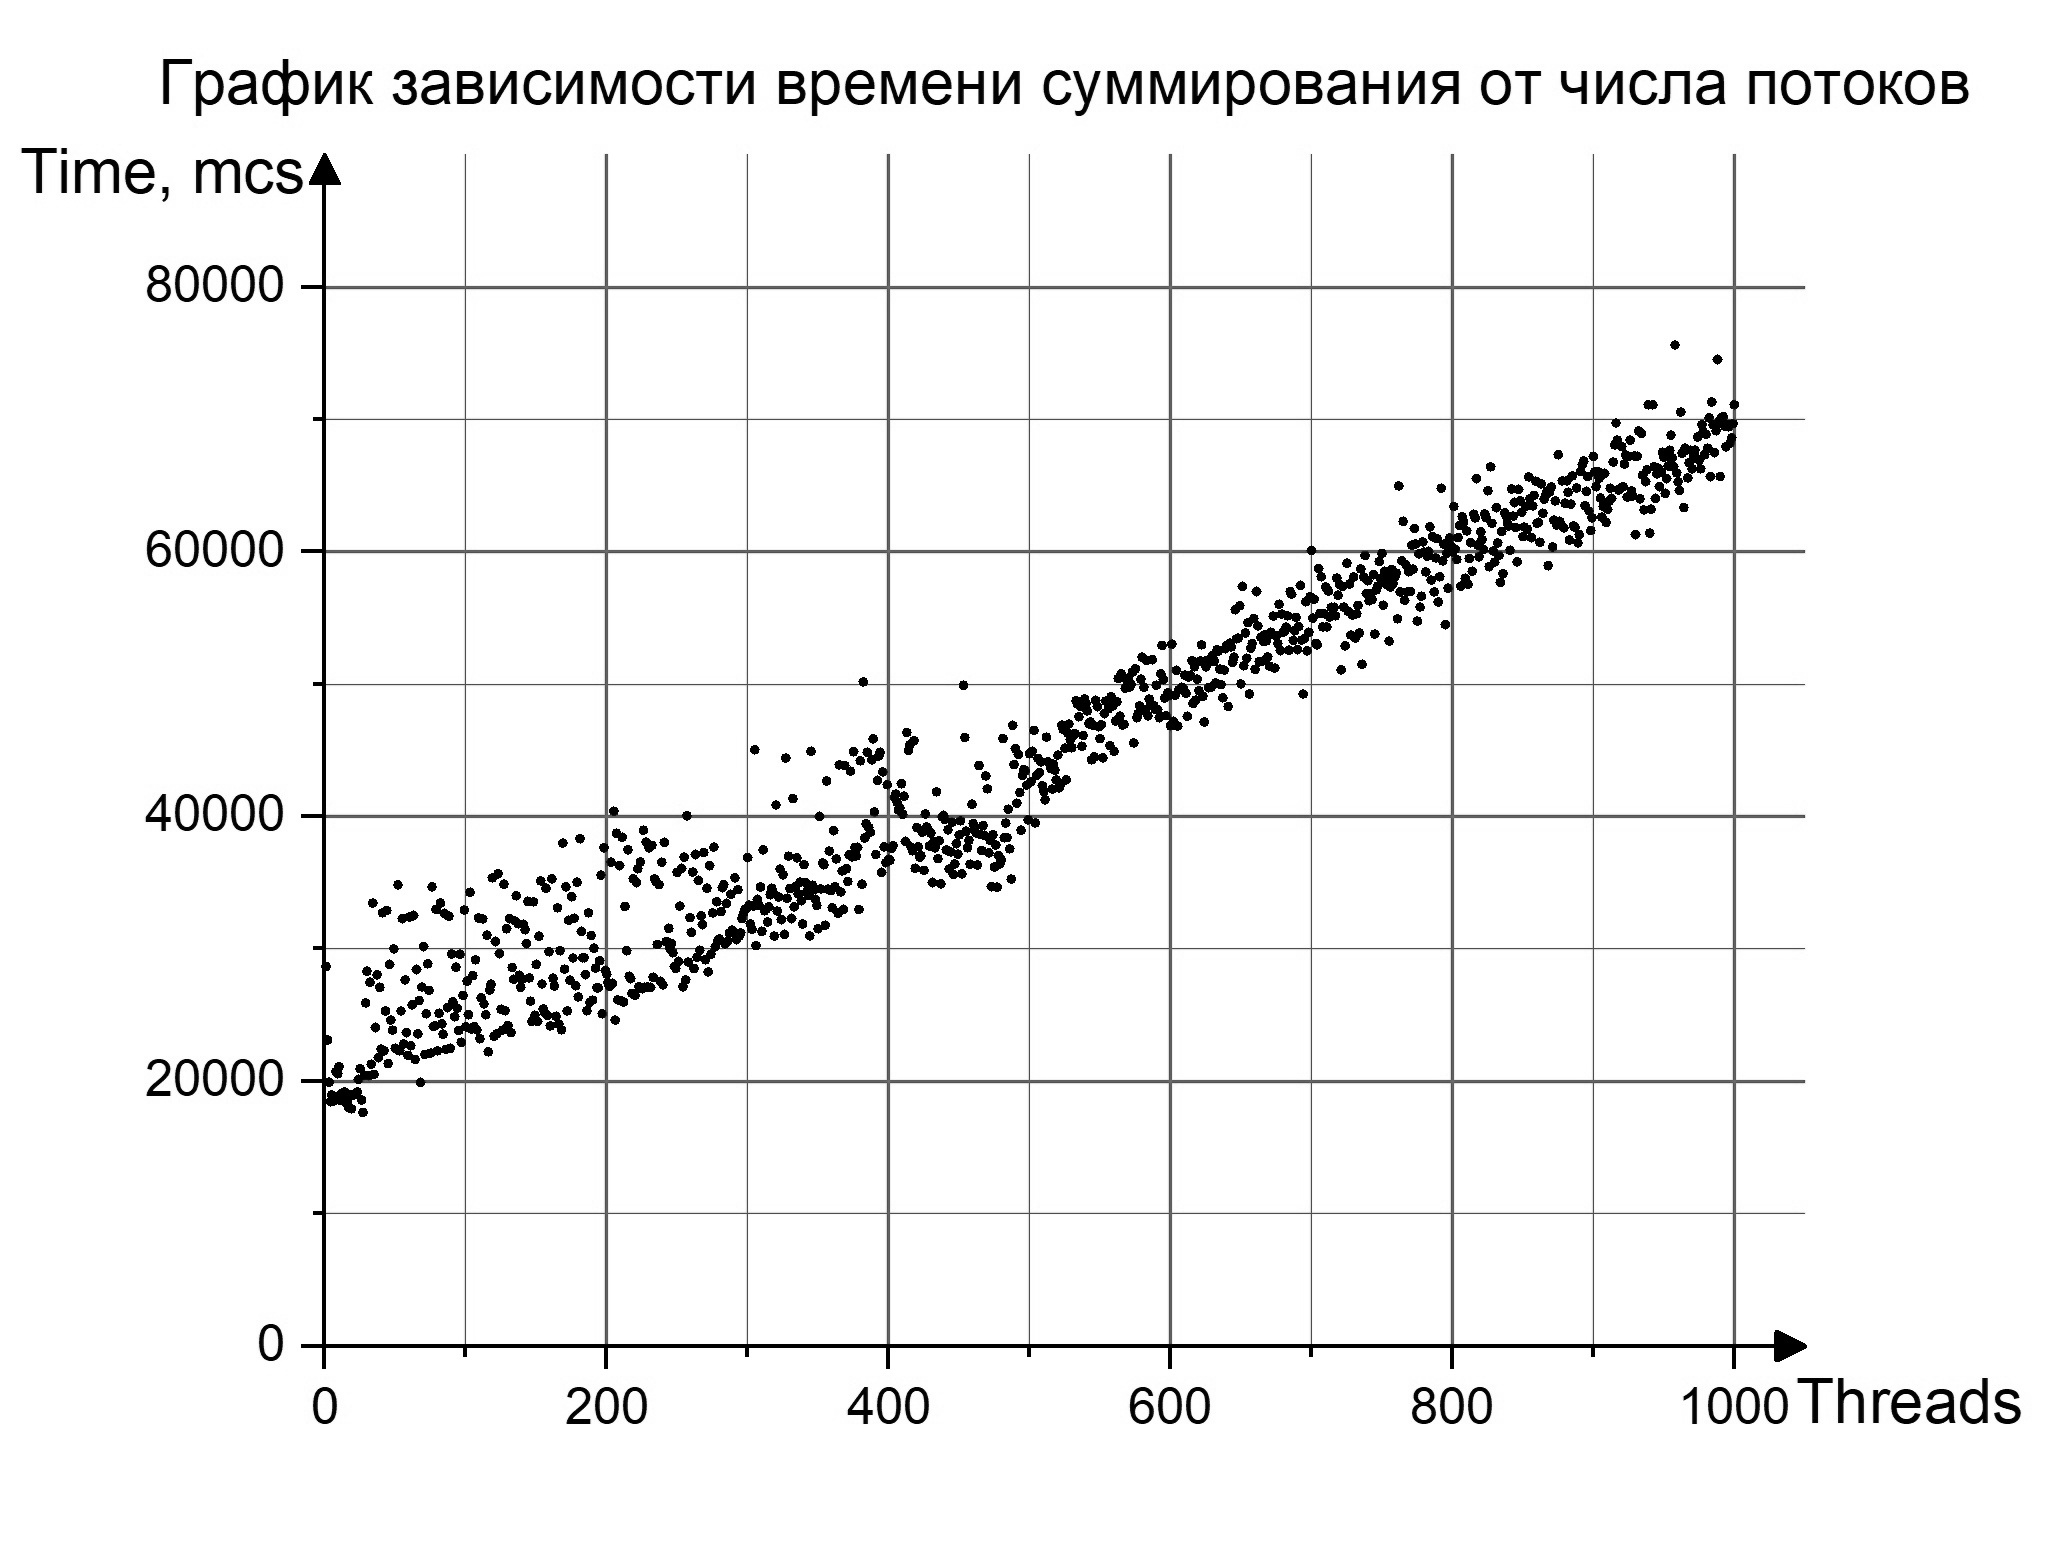 График зависимости времени суммирования от числа потоков
Time, mcs
80000
60000
40000
20000
0
0 200 400 600 800 1000 Threads